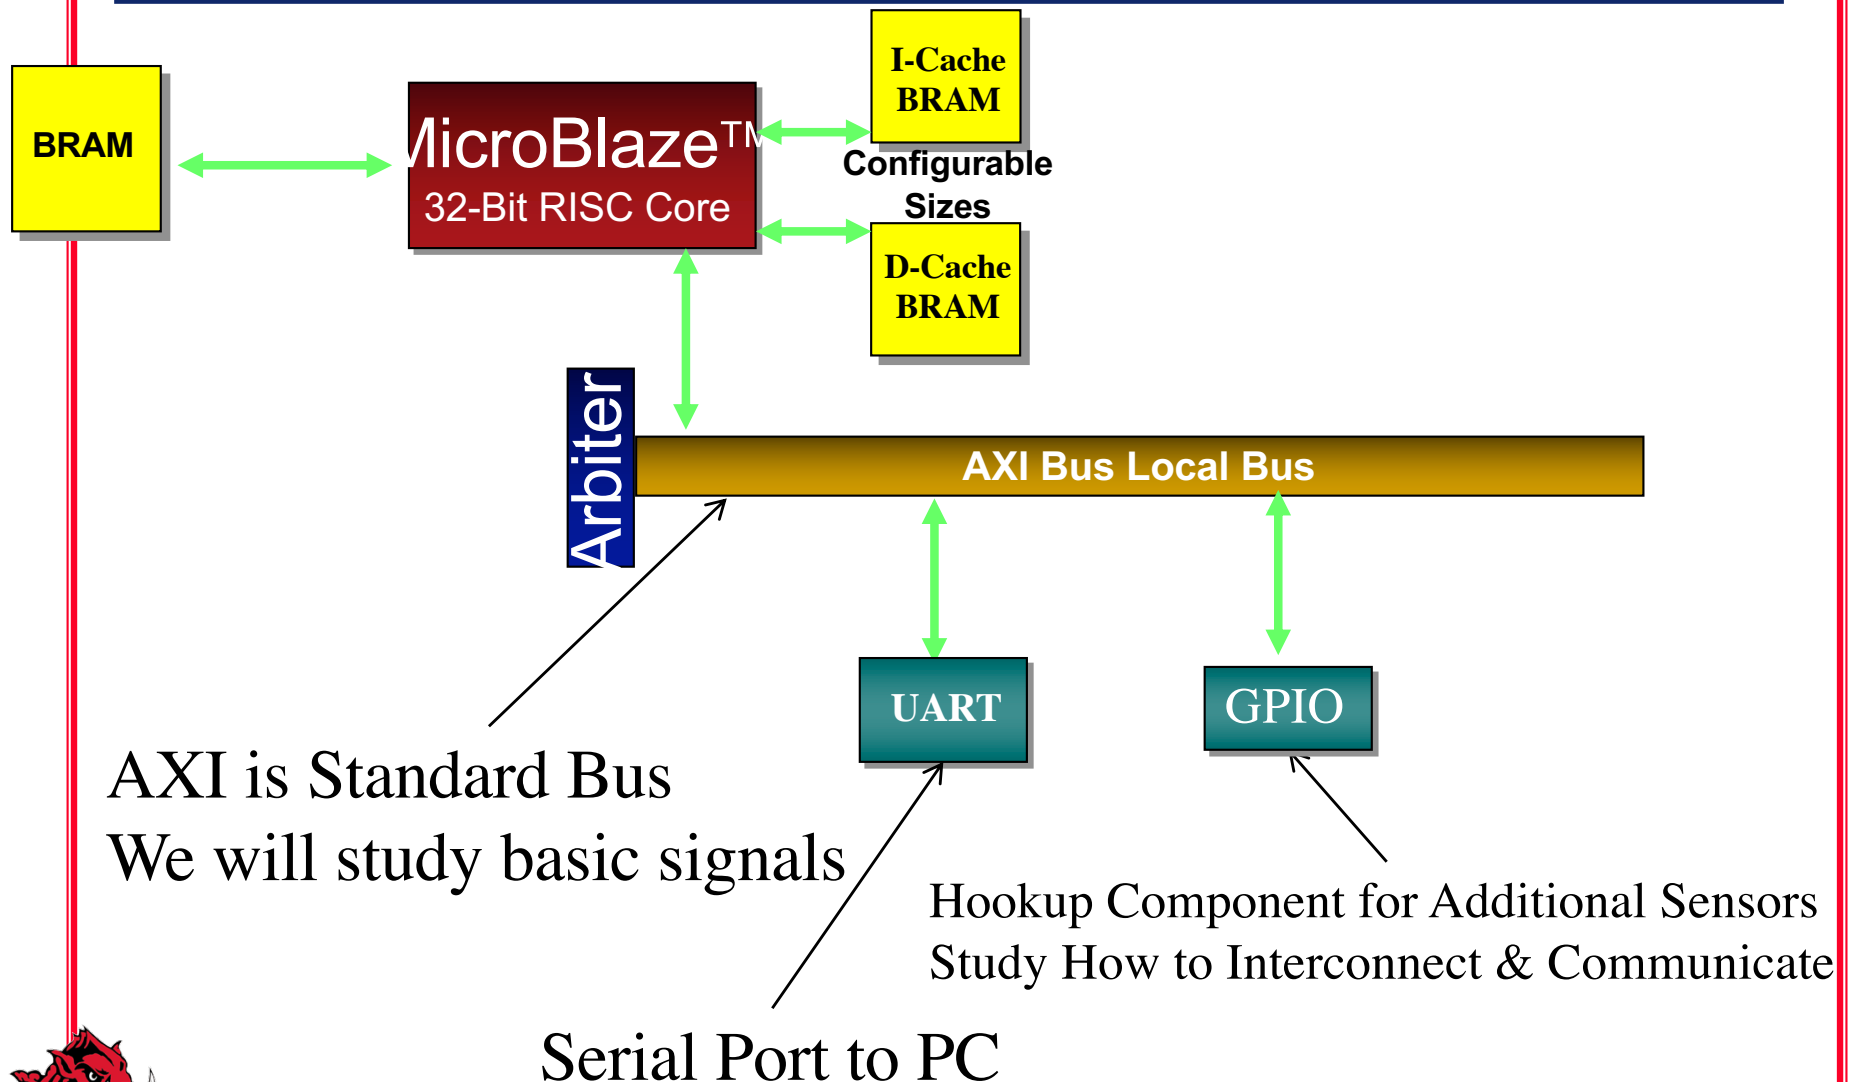 BRAM
MicroBlaze™
32-Bit RISC Core
I-Cache
BRAM
Configurable
Sizes
D-Cache
BRAM
Arbiter
AXI Bus Local Bus
UART
GPIO
AXI is Standard Bus
We will study basic signals
Hookup Component for Additional Sensors
Study How to Interconnect & Communicate
Serial Port to PC